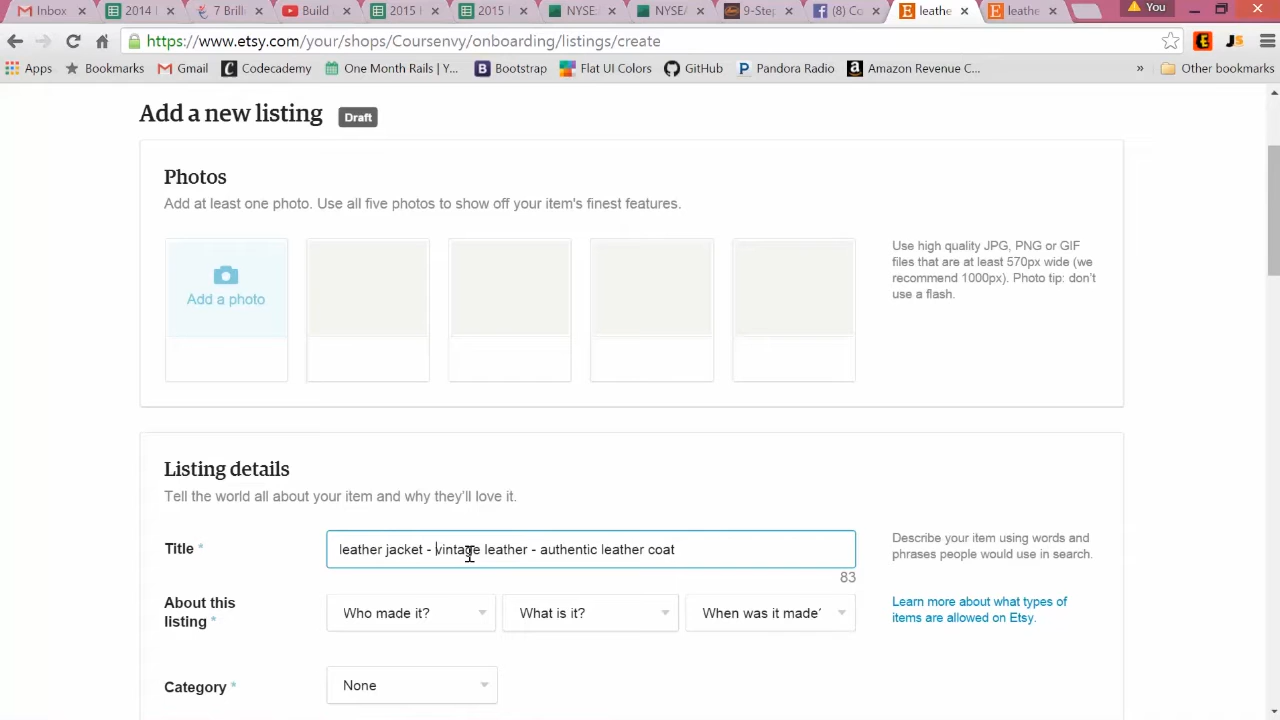 Inbox
2014 I
7 Brilli
Build
2015 I
2015 I
NYSE:
NYSE/
9-Step
(8) Co
leathe
leathe
You
https://www.etsy.com/your/shops/Coursenvy/onboarding/listings/create
Apps
Bookmarks
Gmail
Codecademy
One Month Rails | Y...
Bootstrap
Flat UI Colors
GitHub
Pandora Radio
Amazon Revenue C...
»
Other bookmarks
Add a new listing
Draft
Photos
Add at least one photo. Use all five photos to show off your item's finest features.
Add a photo
Use high quality JPG, PNG or GIF
files that are at least 570px wide (we
recommend 1000px). Photo tip: don't
use a flash.
Listing details
Tell the world all about your item and why they'll love it.
Title *
leather jacket - vintage leather - authentic leather coat
83
Describe your item using words and
phrases people would use in search.
About this
listing *
Who made it?
What is it?
When was it made'
Learn more about what types of
items are allowed on Etsy.
Category *
None